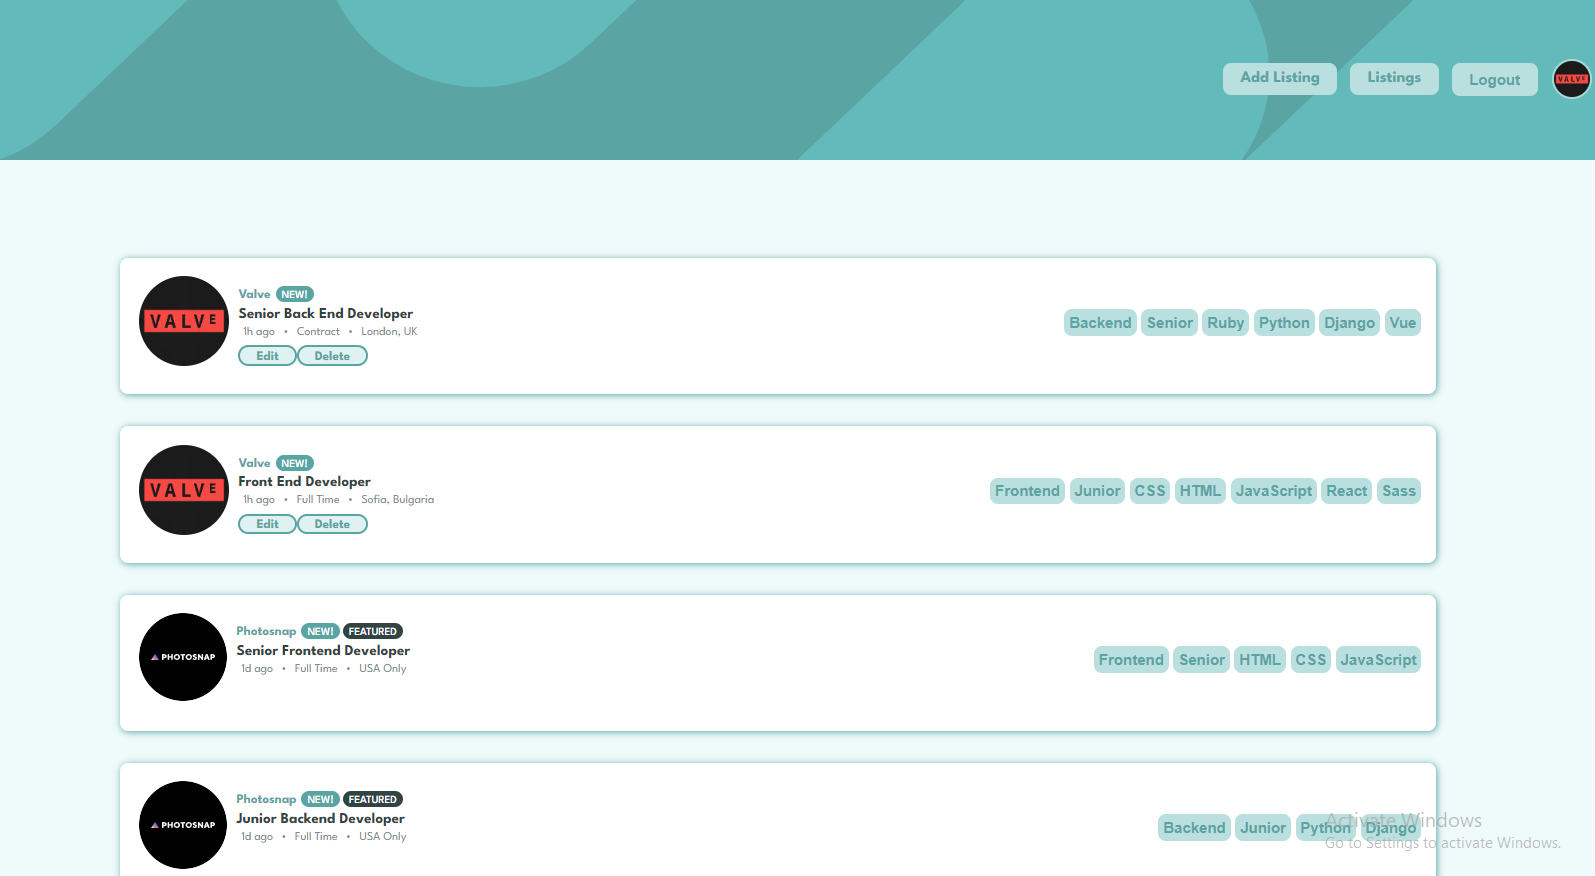 Add Listing Listings Logout VALVE
VALVE
Valve NEW!
Senior Back End Developer
1h ago • Contract • London, UK
Edit Delete
Backend Senior Ruby Python Django Vue
VALVE
Valve NEW!
Front End Developer
1h ago • Full Time • Sofia, Bulgaria
Edit Delete
Frontend Junior CSS HTML JavaScript React Sass
PHOTOSNAP
Photosnap NEW! FEATURED
Senior Frontend Developer
1d ago • Full Time • USA Only
Frontend Senior HTML CSS JavaScript
PHOTOSNAP
Photosnap NEW! FEATURED
Junior Backend Developer
1d ago • Full Time • USA Only
Backend Junior Python Django
Activate Windows
Go to Settings to activate Windows.